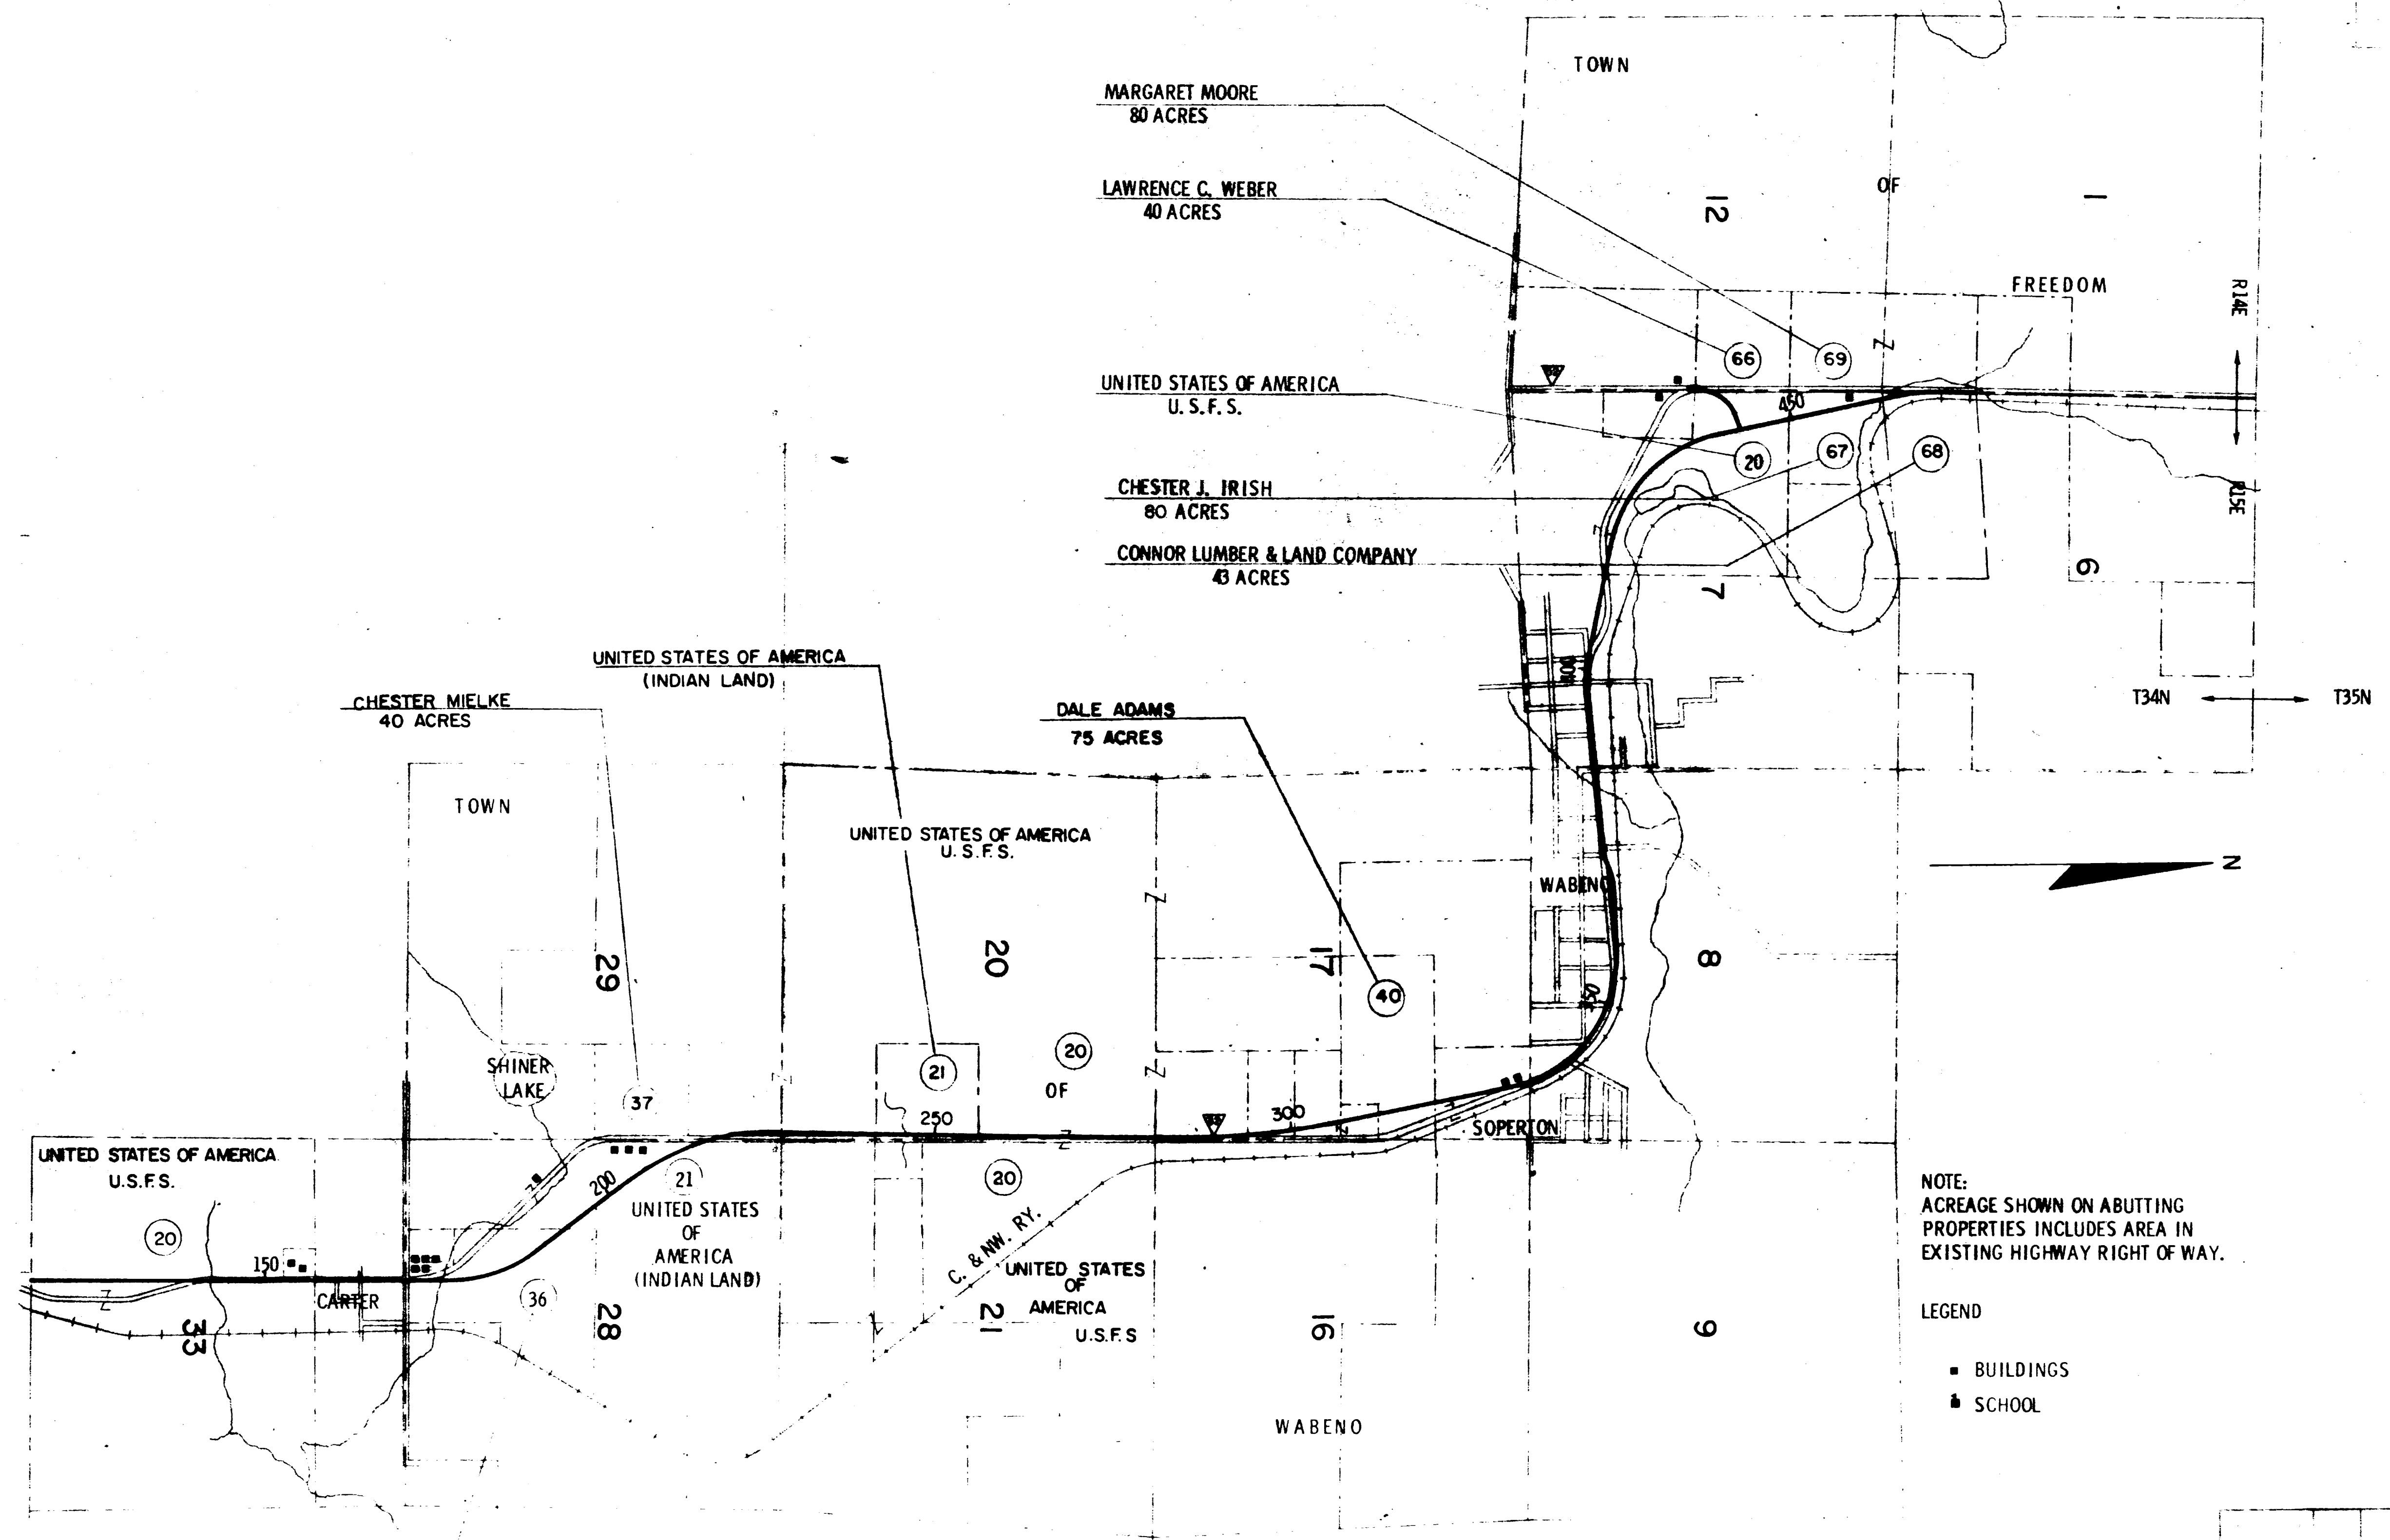 TOWN
MARGARET MOORE
80 ACRES
LAWRENCE C. WEBER
40 ACRES
OF
12
1
FREEDOM
R14E
66
69
UNITED STATES OF AMERICA
U.S.F.S.
450
R15E
20
67
68
CHESTER J. IRISH
80 ACRES
CONNOR LUMBER & LAND COMPANY
43 ACRES
7
6
UNITED STATES OF AMERICA
(INDIAN LAND)
CHESTER MIELKE
40 ACRES
DALE ADAMS
75 ACRES
T34N
T35N
TOWN
UNITED STATES OF AMERICA
U.S.F.S.
WABENO
N
29
20
17
40
8
SHINER
LAKE
37
21
20
OF
250
300
SOPERTON
UNITED STATES OF AMERICA
U.S.F.S.
20
150
CARTER
200
21
UNITED STATES
OF
AMERICA
(INDIAN LAND)
20
C. & NW. RY.
UNITED STATES
OF
AMERICA
U.S.F.S
36
33
28
21
16
9
WABENO
NOTE:
ACREAGE SHOWN ON ABUTTING
PROPERTIES INCLUDES AREA IN
EXISTING HIGHWAY RIGHT OF WAY.
LEGEND
BUILDINGS
SCHOOL